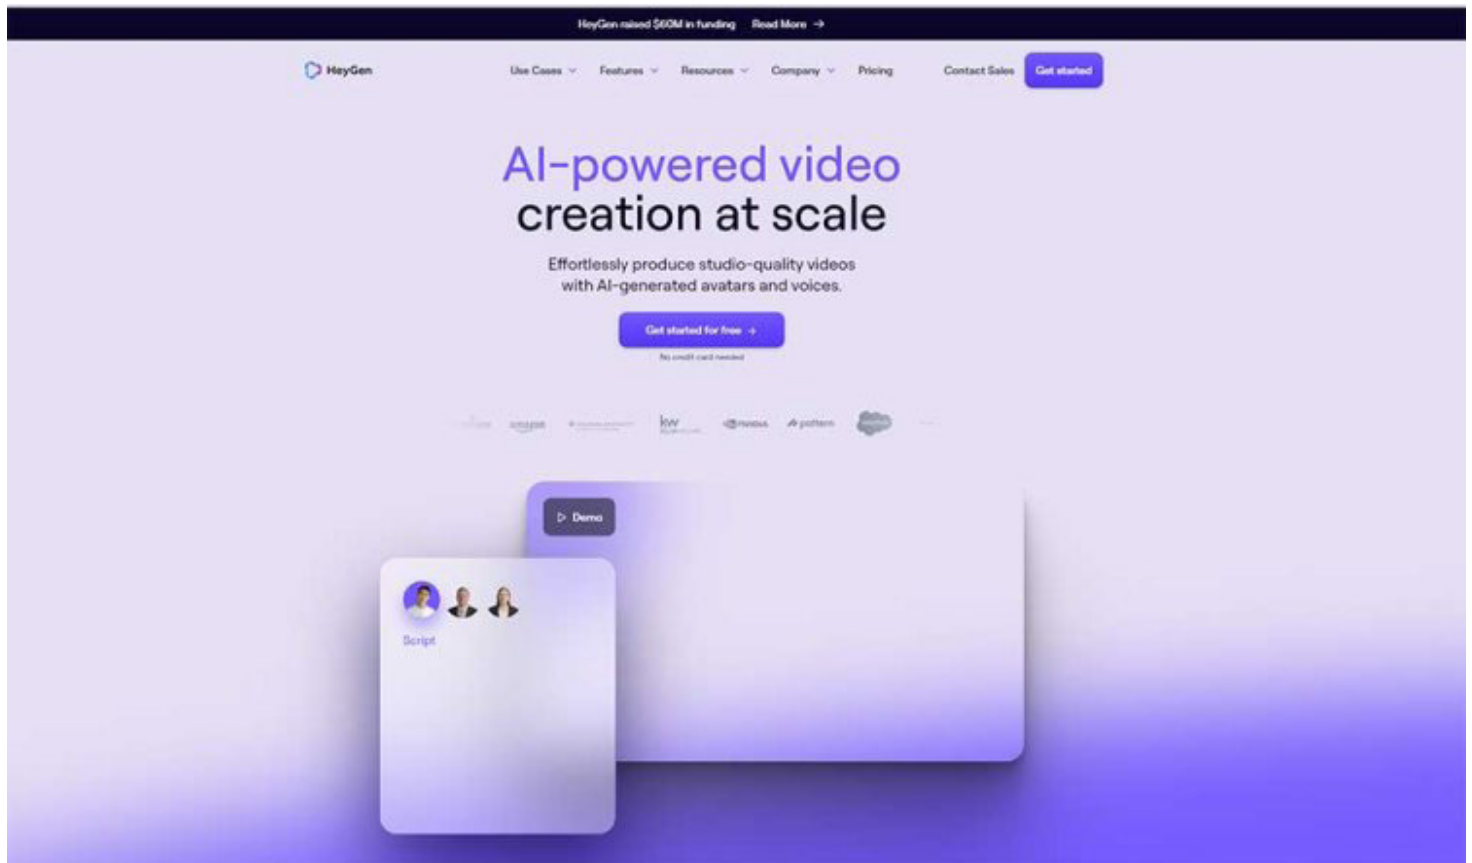 HeyGen raised $60M in funding Read More →
HeyGen
Use Cases Features Resources Company Pricing Contact Sales Get started
AI-powered video
creation at scale
Effortlessly produce studio-quality videos
with AI-generated avatars and voices.
Get started for free →
No credit card needed
amazon kw NVIDIA pattern
Demo
Script